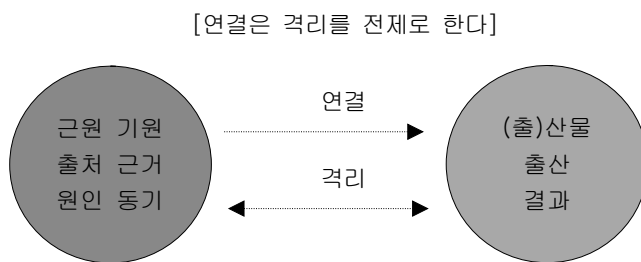 [연결은 격리를 전제로 한다]
근원 기원
출처 근거
원인 동기
연결
격리
(출)산물
출산
결과